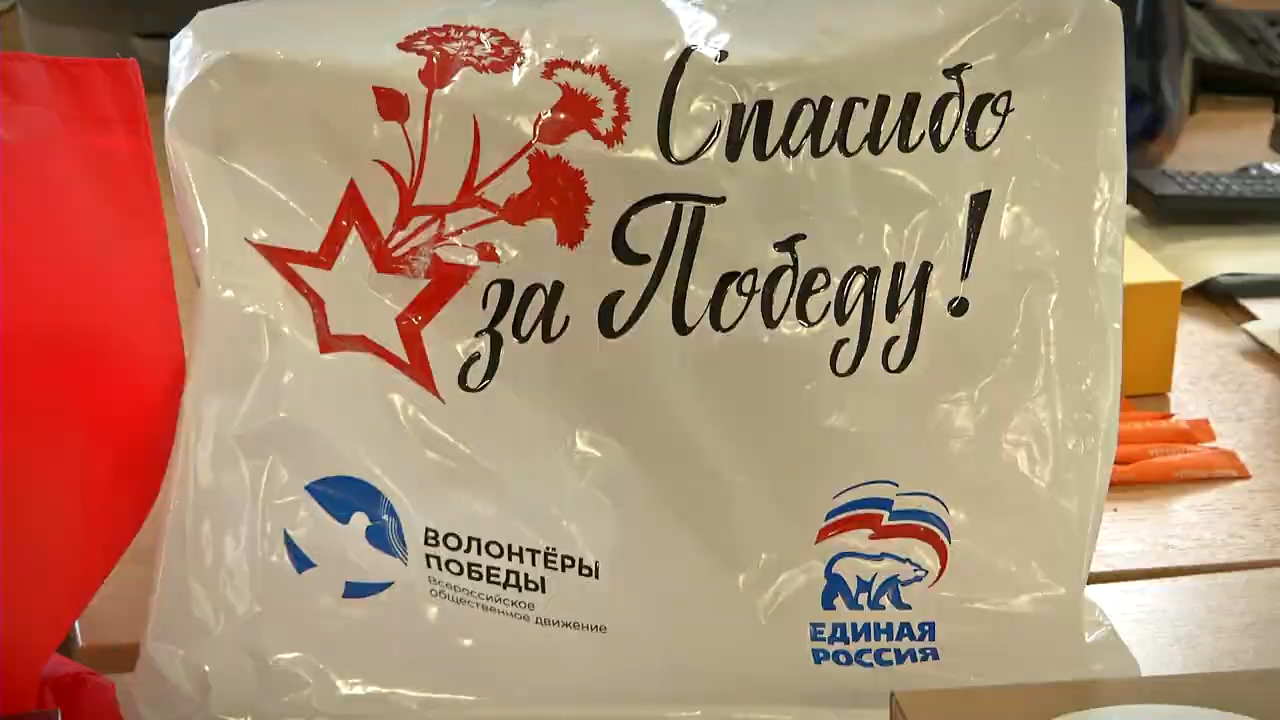 Спасибо
за Победу!
ВОЛОНТЁРЫ
ПОБЕДЫ
Всероссийское
общественное движение
ЕДИНАЯ
РОССИЯ